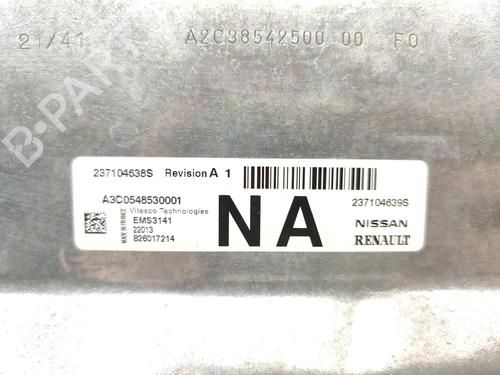 21/41 A2C38542500 00 F0
B-PARTS
237104638S Revision A 1
A3C0548530001 237104639S
Vitesco Technologies
EMS3141
22013
826017214
MADE IN FRANCE
NA
NISSAN
RENAULT